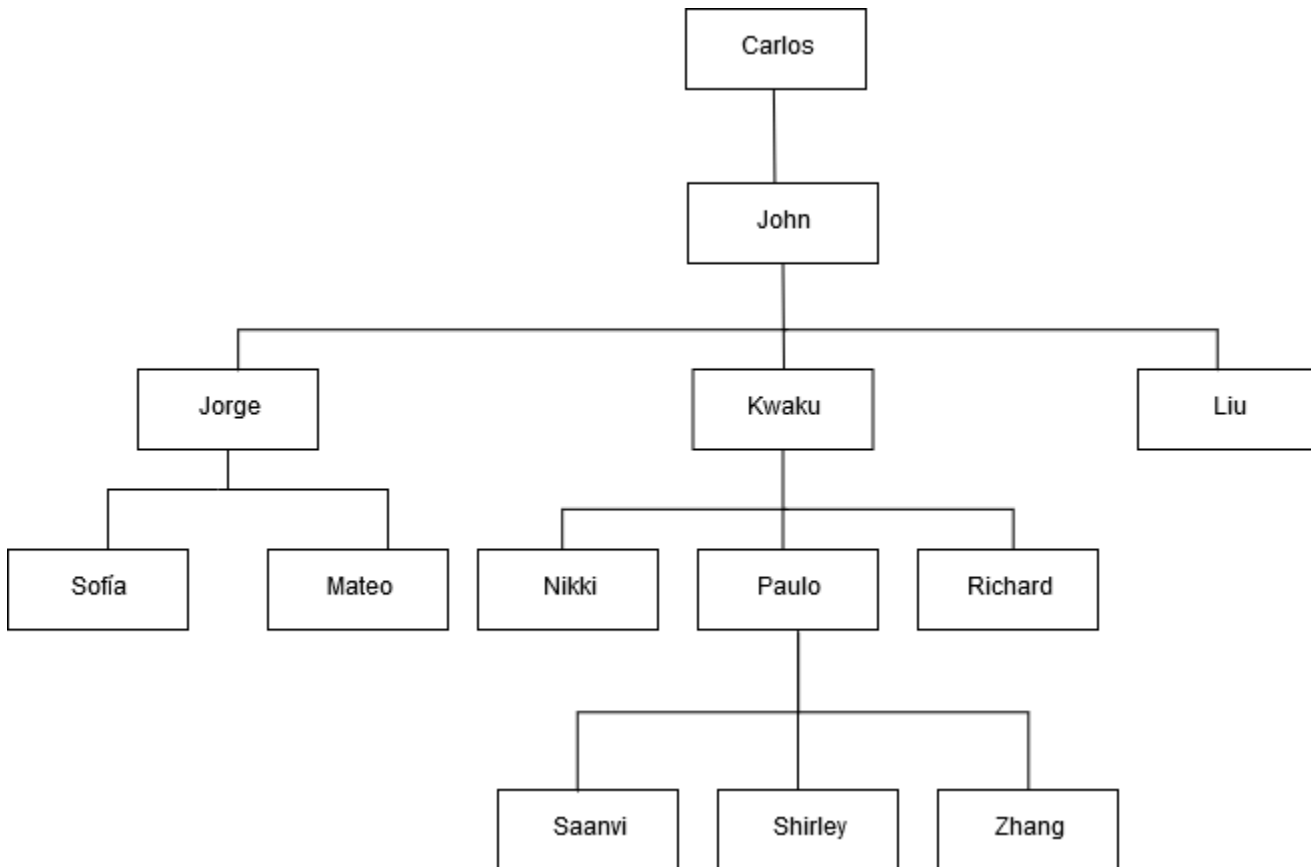 Carlos
John
Jorge
Kwaku
Liu
Sofía
Mateo
Nikki
Paulo
Richard
Saanvi
Shirley
Zhang